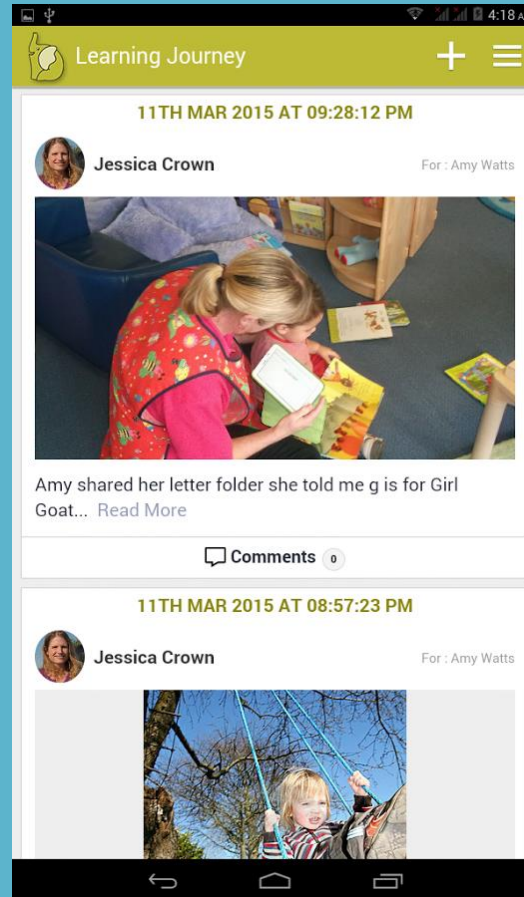 4:18 A
Learning Journey
11TH MAR 2015 AT 09:28:12 PM
Jessica Crown
For : Amy Watts
Amy shared her letter folder she told me g is for Girl
Goat... Read More
Comments 0
11TH MAR 2015 AT 08:57:23 PM
Jessica Crown
For : Amy Watts